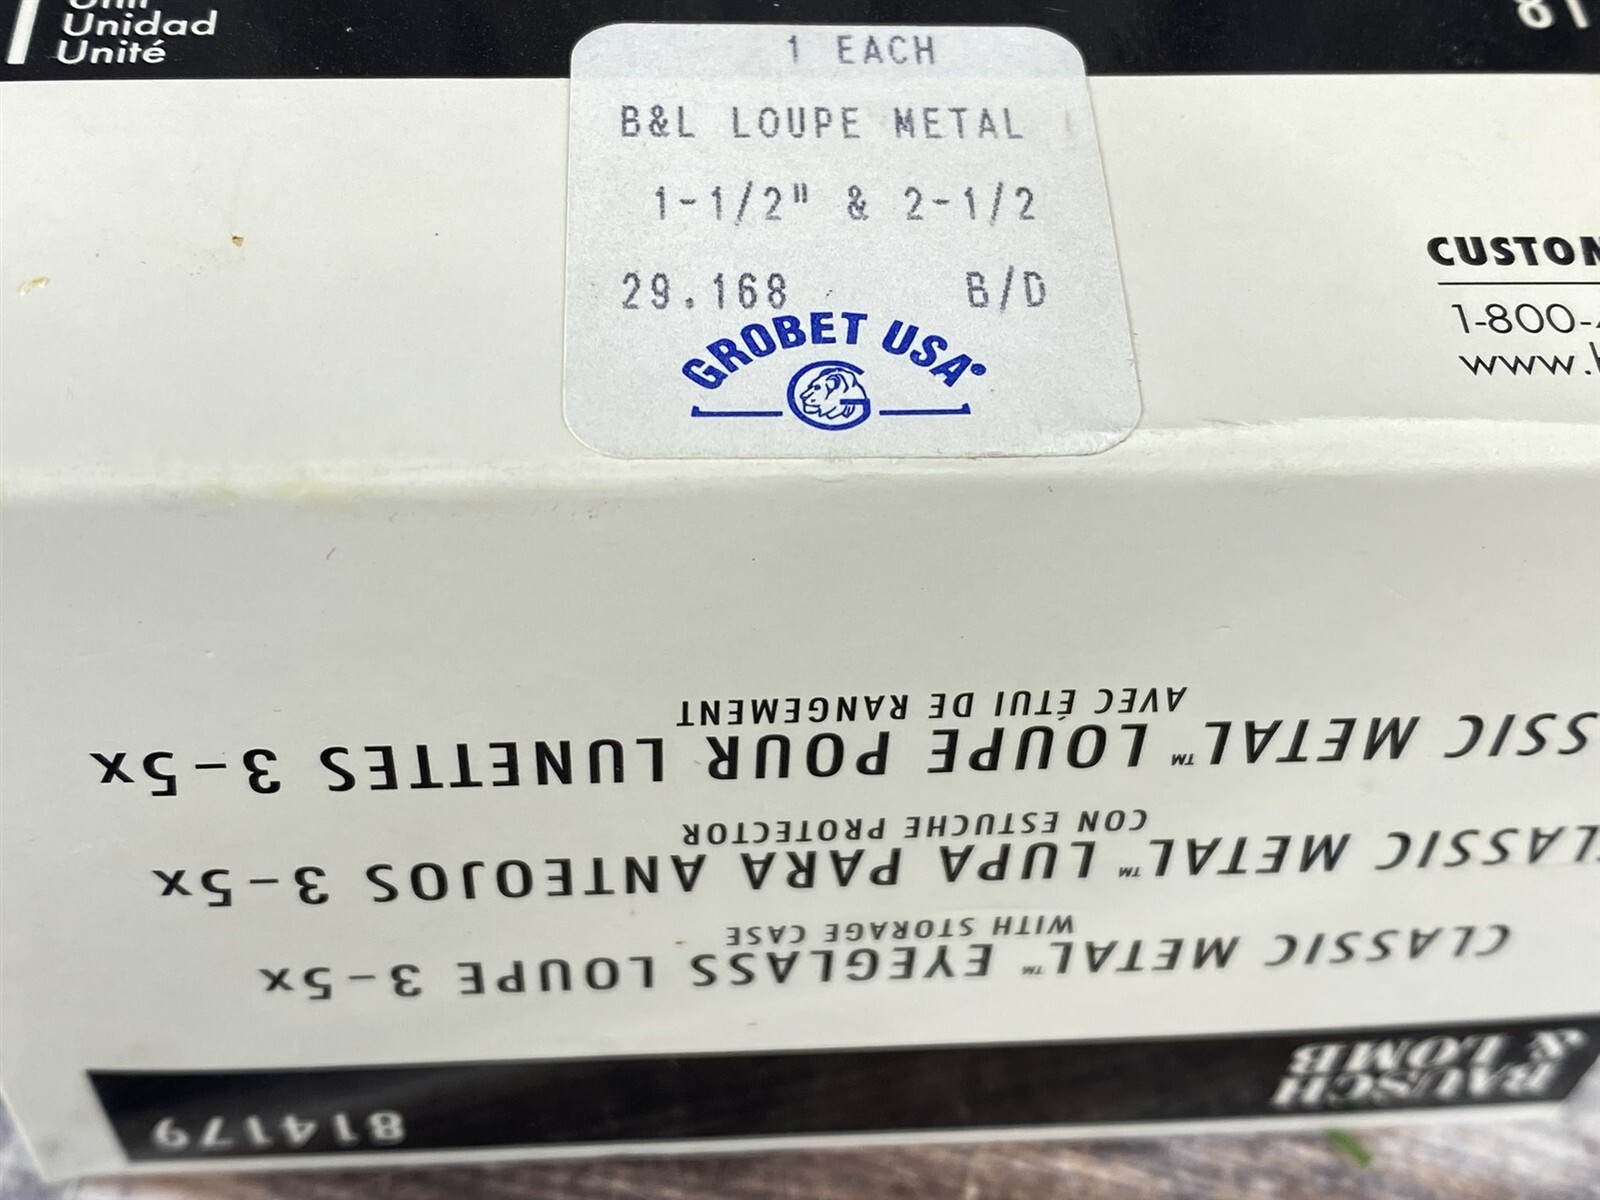 Unidad
Unité
81
1 EACH
B&L LOUPE METAL
1-1/2" & 2-1/2
29.168 B/D
GROBET USA®
CUSTOM
1-800-
www.
BAUSCH
& LOMB
814179
CLASSIC METAL™ EYEGLASS LOUPE 3-5x
WITH STORAGE CASE
CLASSIC METAL™ LUPA PARA ANTEOJOS 3-5x
CON ESTUCHE PROTECTOR
SSIC METAL™ LOUPE POUR LUNETTES 3-5x
AVEC ÉTUI DE RANGEMENT